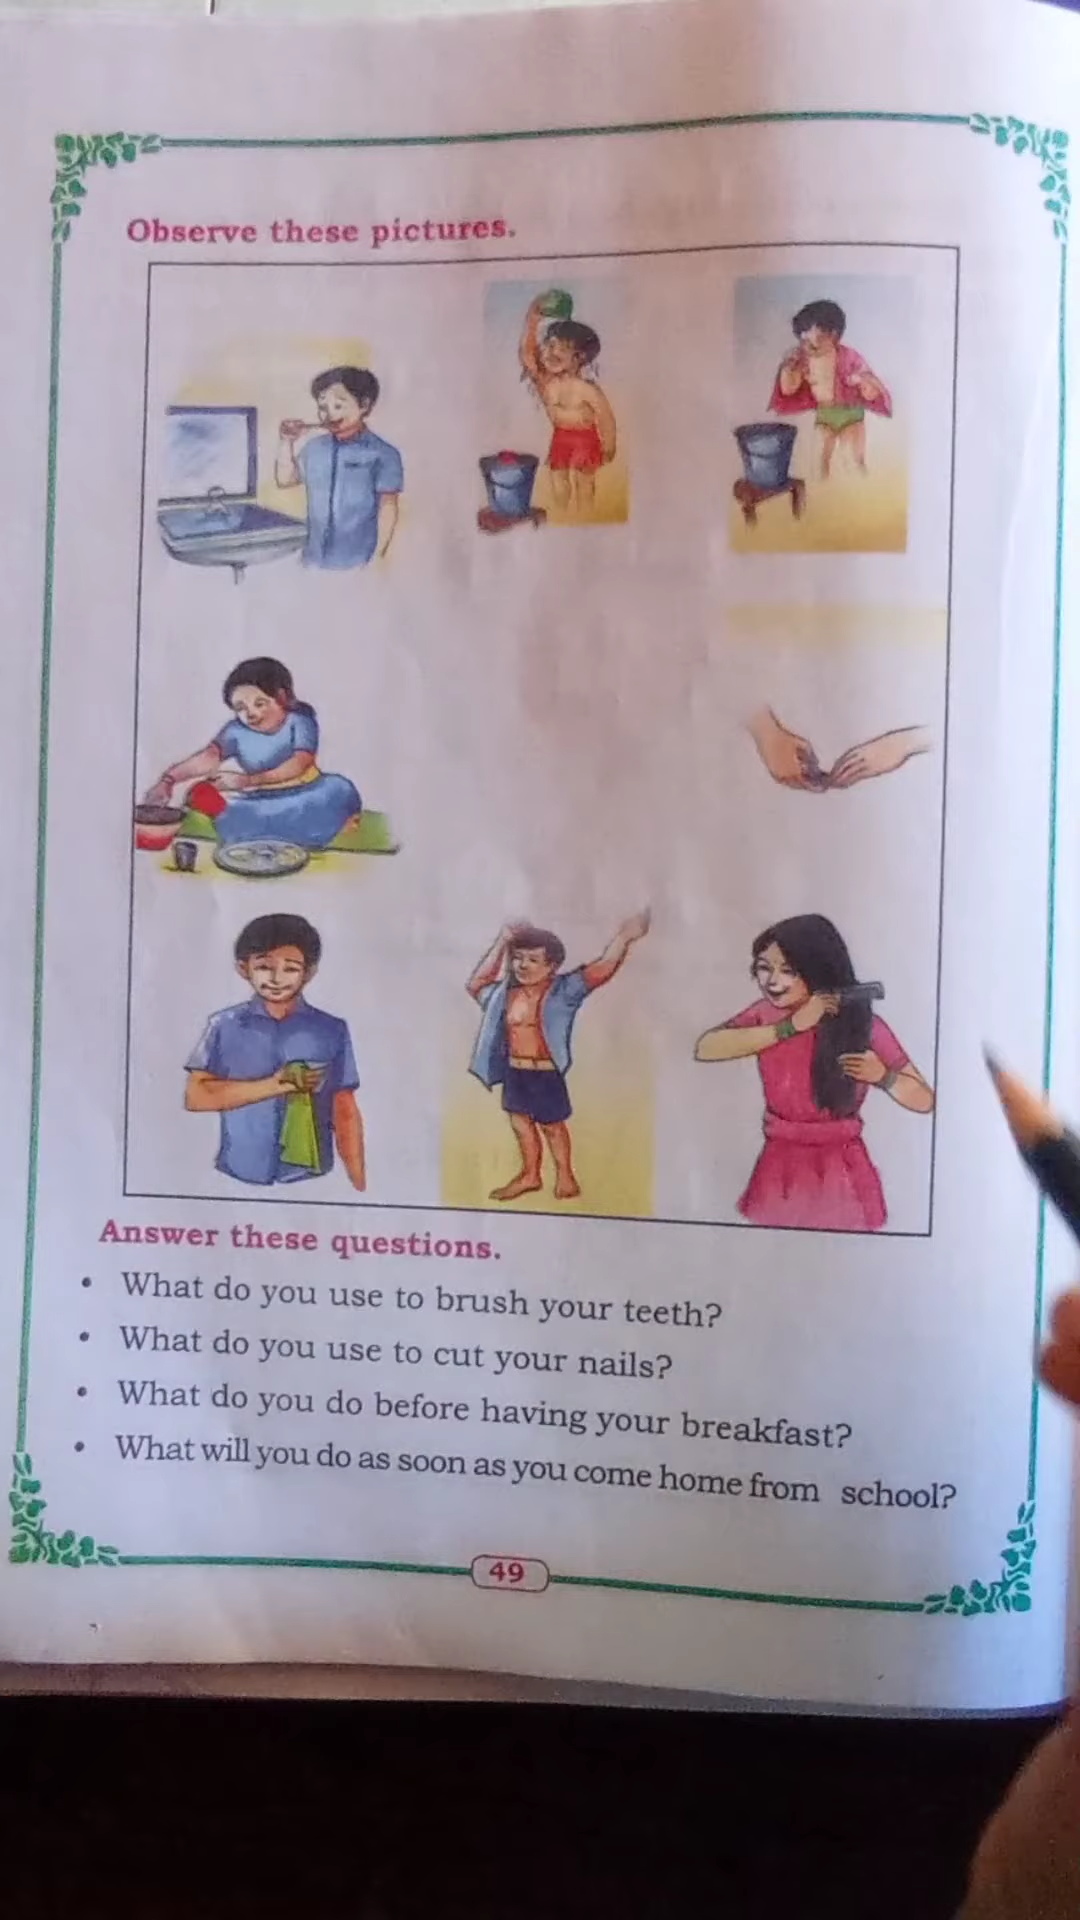 Observe these pictures.
Answer these questions.
• What do you use to brush your teeth?
• What do you use to cut your nails?
• What do you do before having your breakfast?
• What will you do as soon as you come home from school?
49